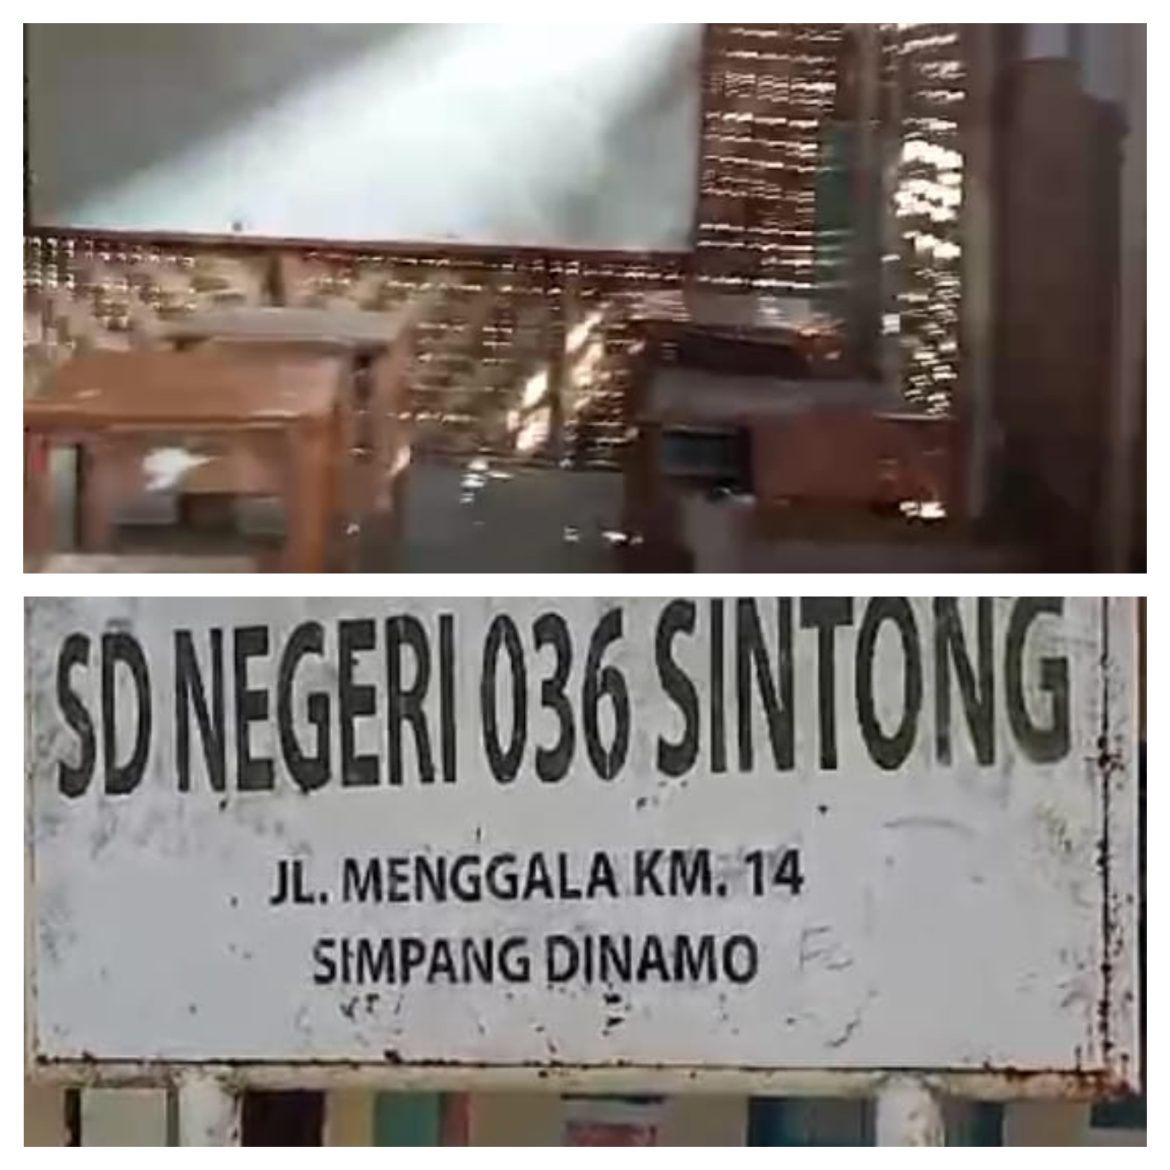 SD NEGERI 036 SINTONG
JL. MENGGALA KM. 14
SIMPANG DINAMO